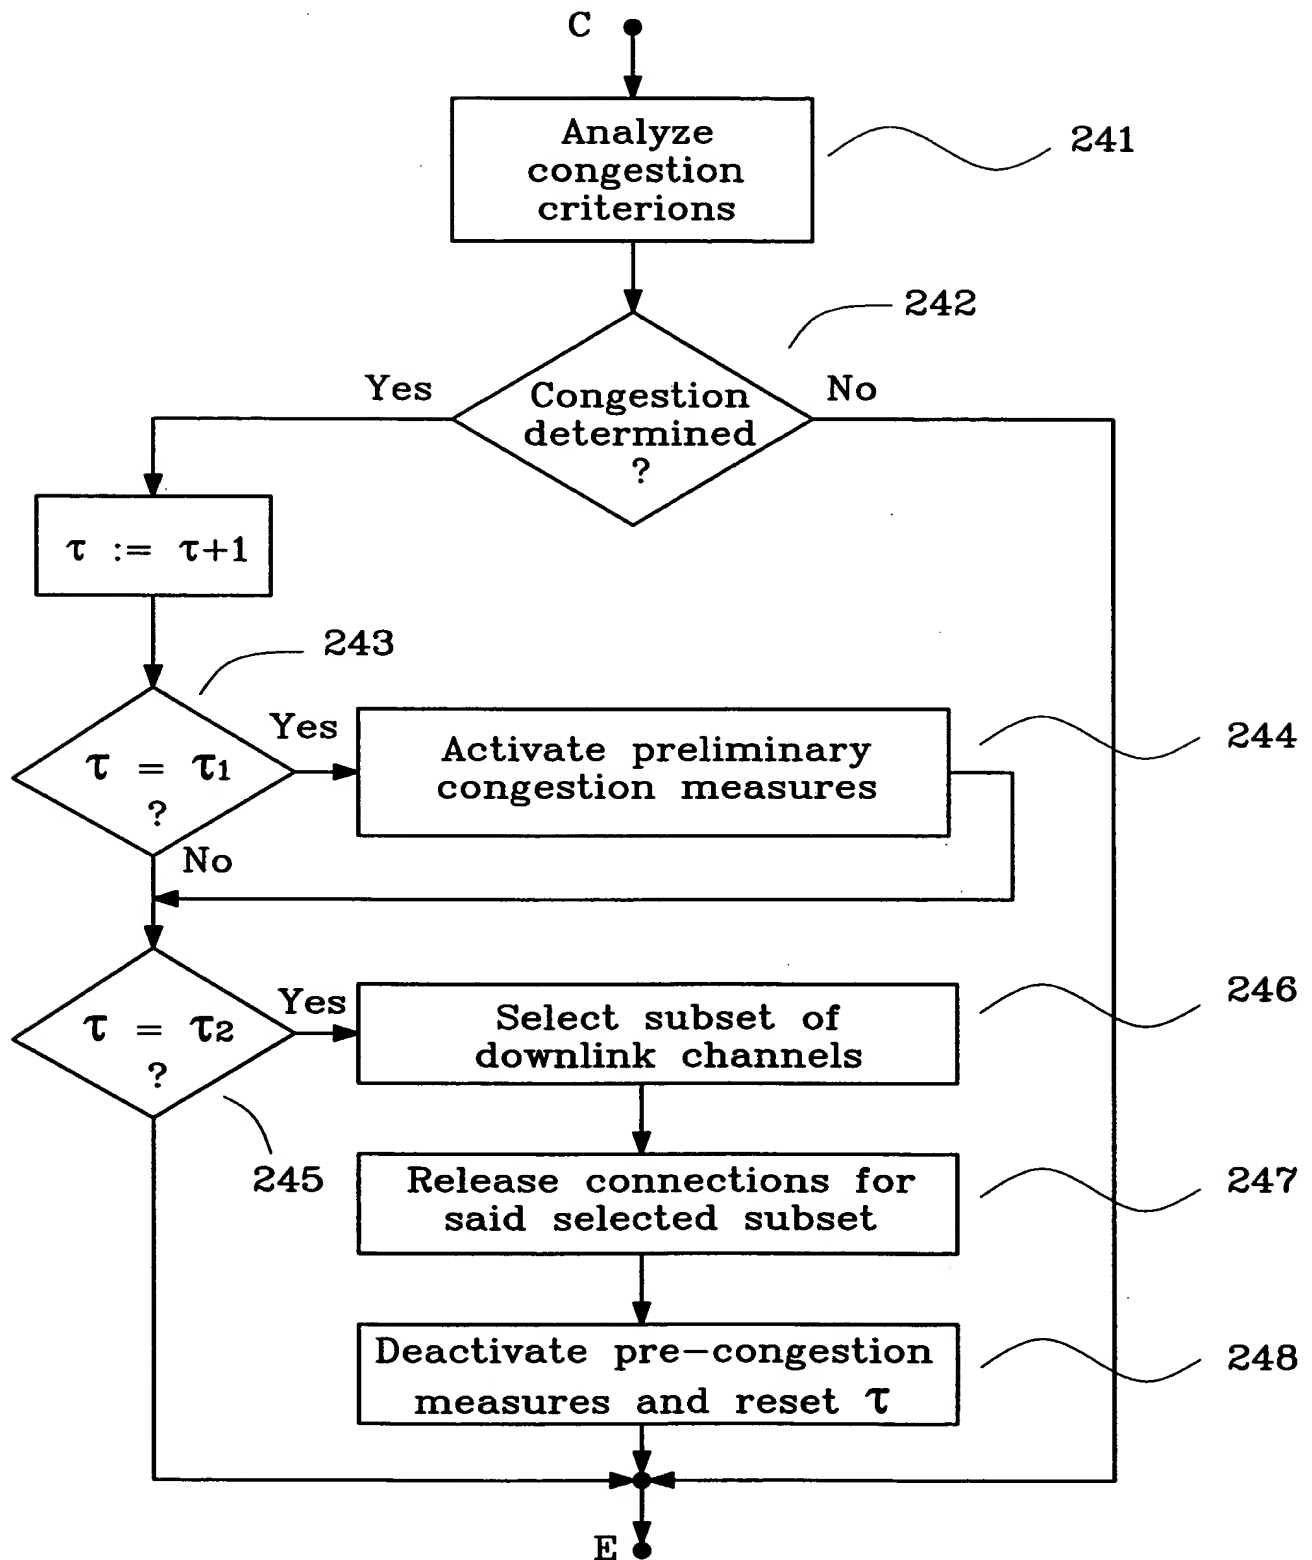 C
Analyze
congestion
criterions
241
242
Yes
No
Congestion
determined
?
τ := τ+1
243
τ = τ1
?
Yes
Activate preliminary
congestion measures
244
No
τ = τ2
?
Yes
Select subset of
downlink channels
246
245
Release connections for
said selected subset
247
Deactivate pre-congestion
measures and reset τ
248
E